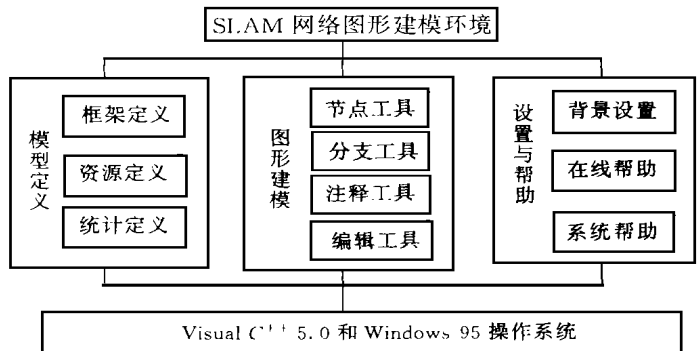 SLAM 网络图形建模环境
模型定义
框架定义
资源定义
统计定义
图形建模
节点工具
分支工具
注释工具
编辑工具
设置与帮助
背景设置
在线帮助
系统帮助
Visual C++ 5.0 和 Windows 95 操作系统